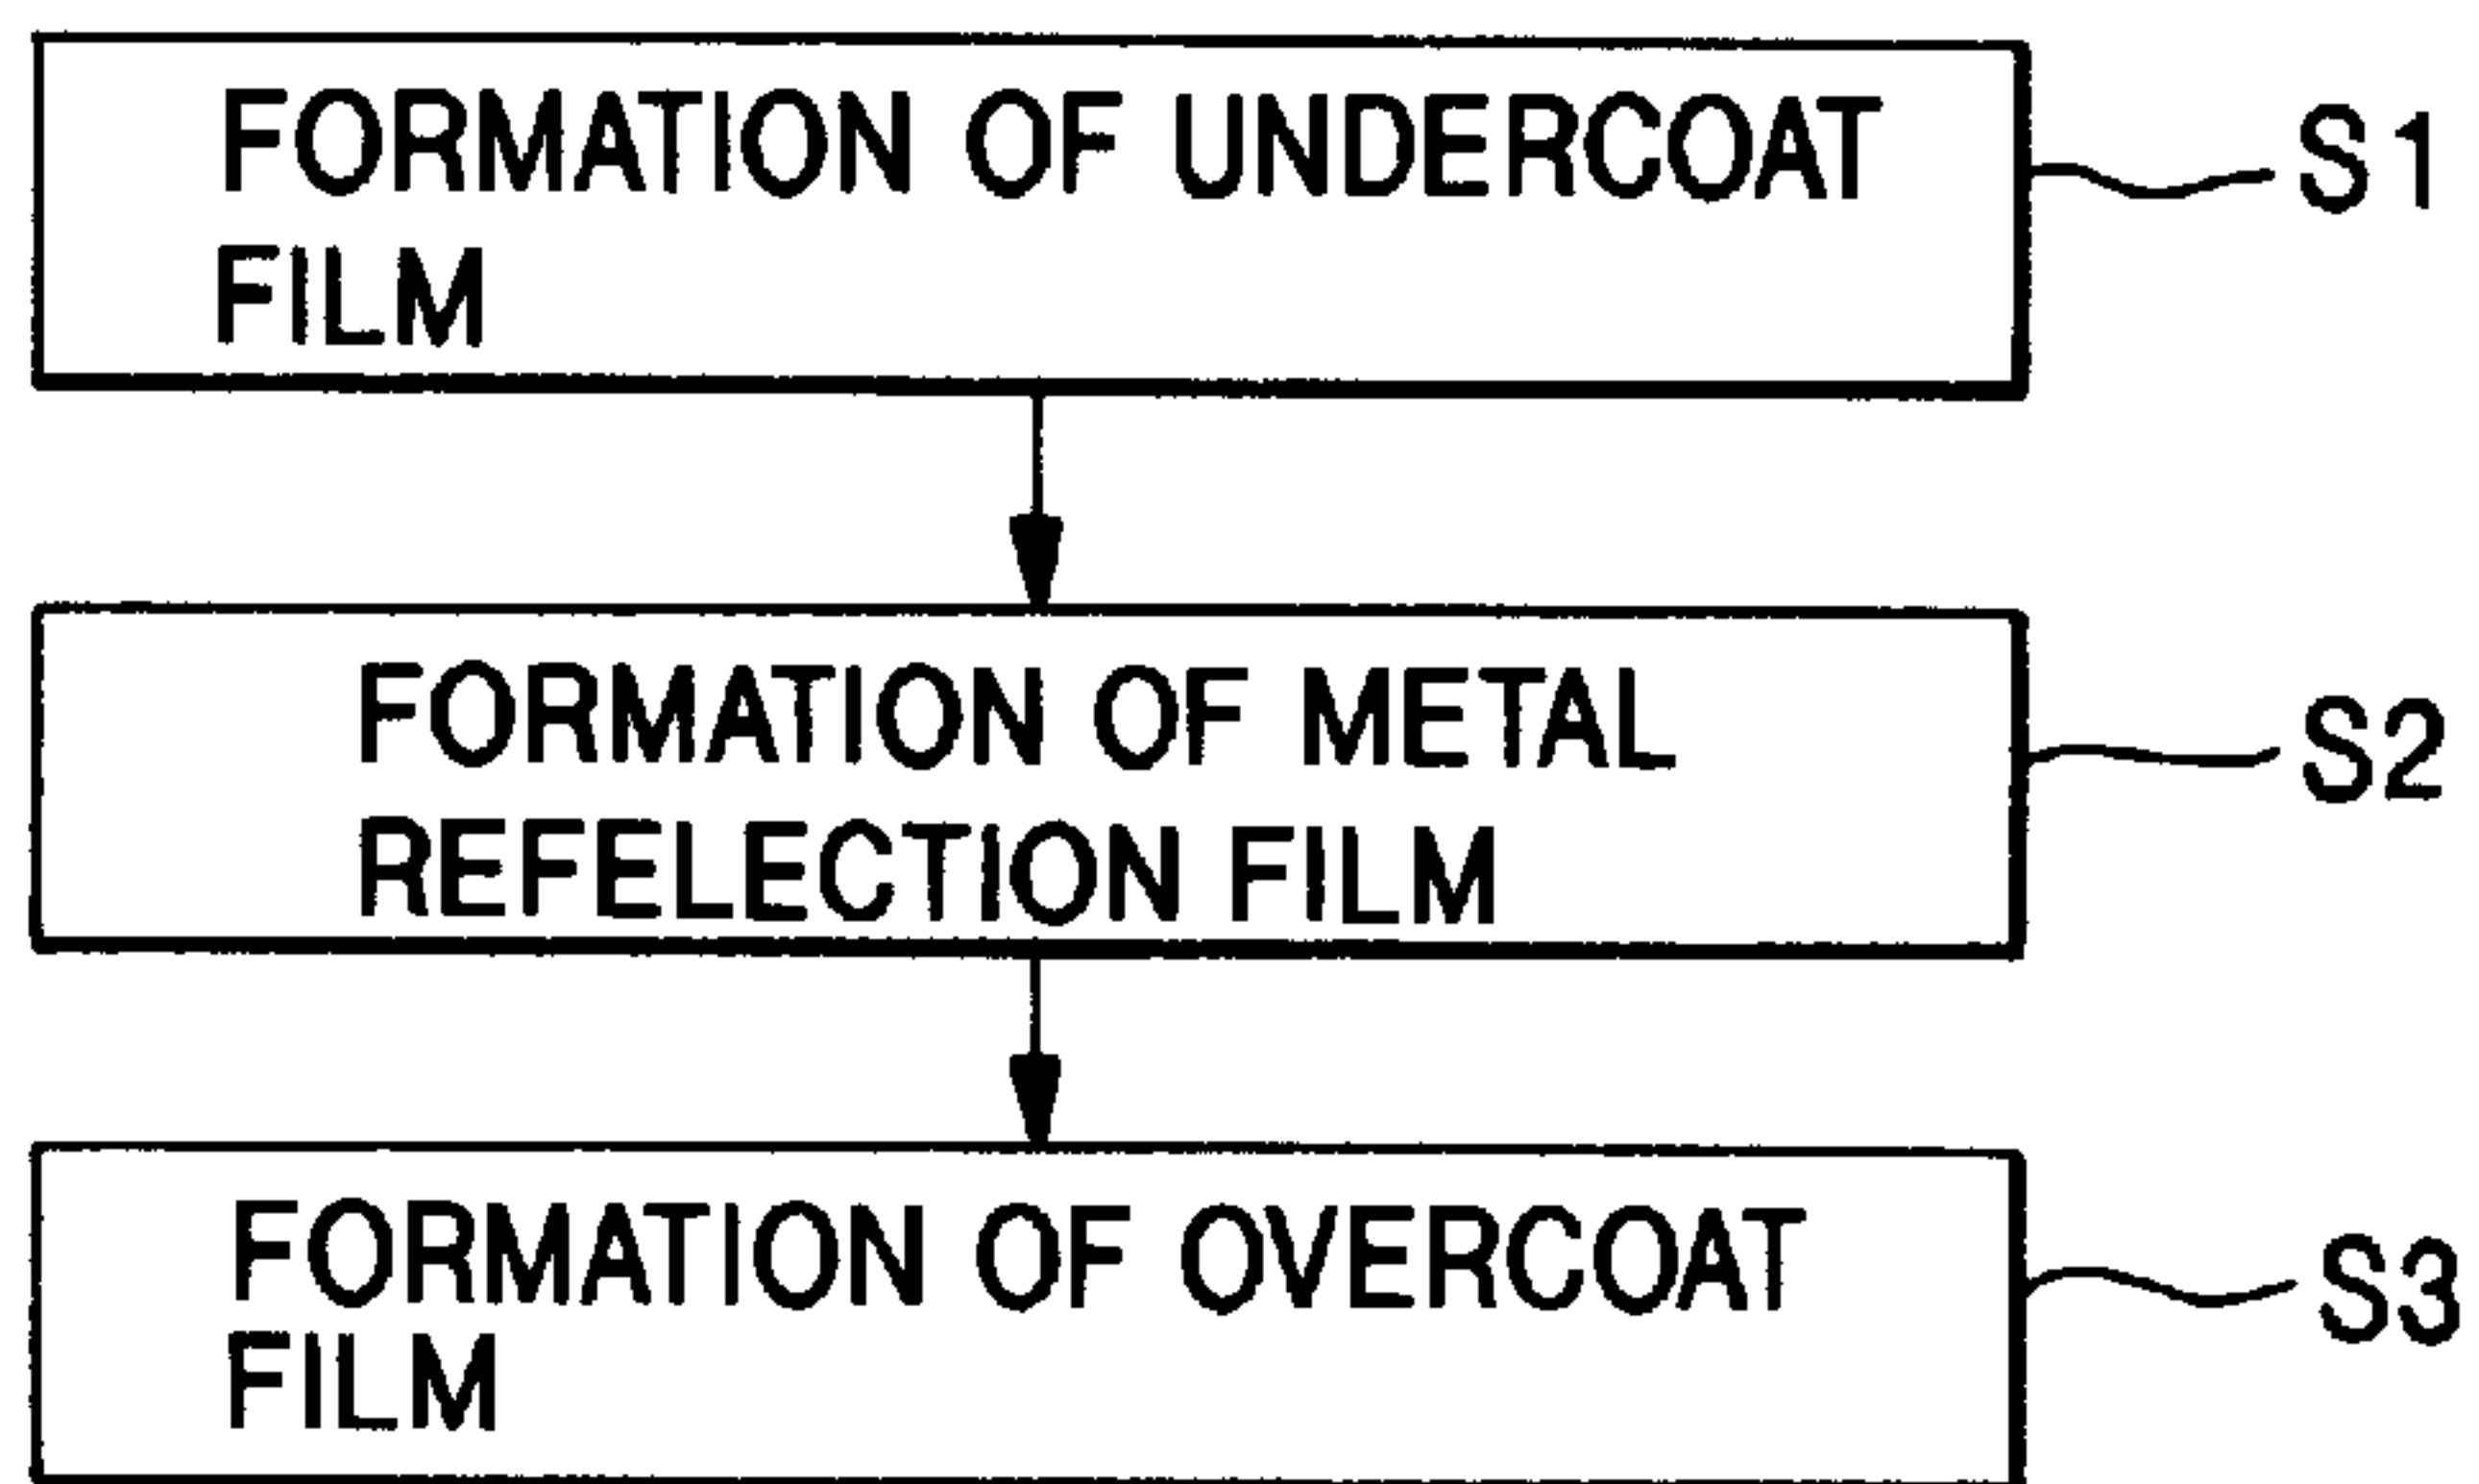 FORMATION OF UNDERCOAT
FILM
S1
FORMATION OF METAL
REFELECTION FILM
S2
FORMATION OF OVERCOAT
FILM
S3